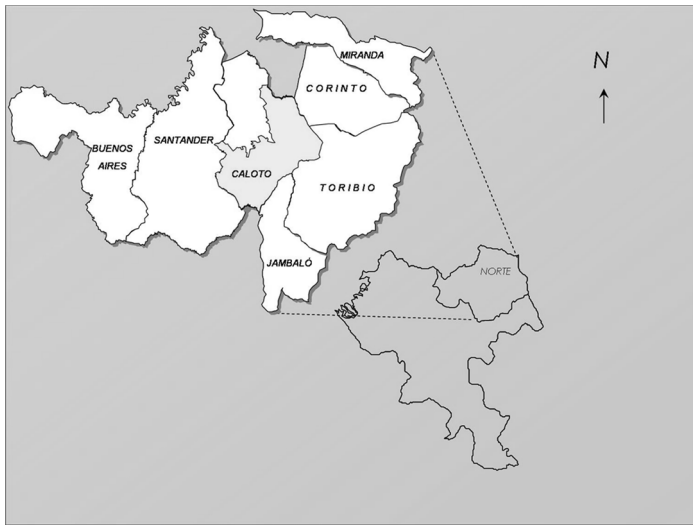 MIRANDA
N
CORINTO
BUENOS
AIRES
SANTANDER
CALOTO
TORIBIO
JAMBALÓ
NORTE